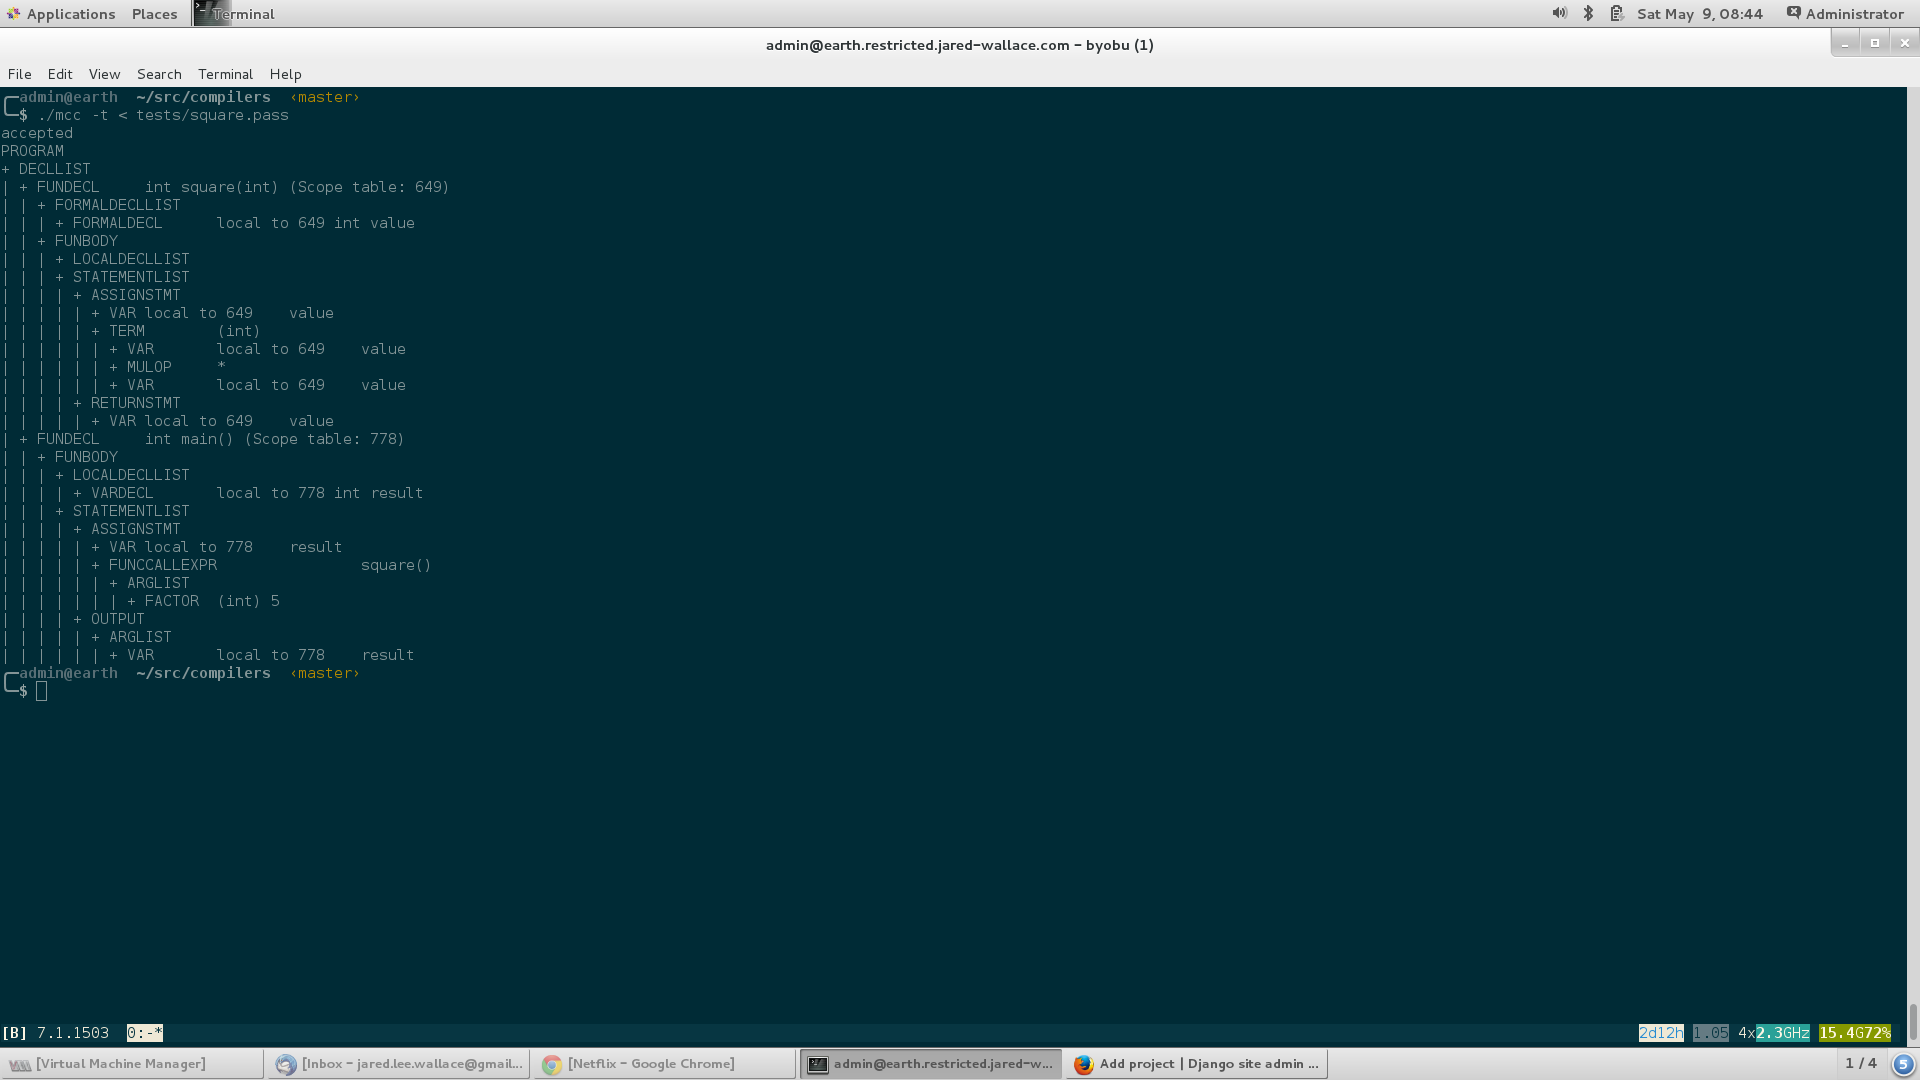 Applications Places Terminal Sat May 9, 08:44 Administrator
admin@earth.restricted.jared-wallace.com - byobu (1)
File Edit View Search Terminal Help
admin@earth ~/src/compilers ‹master›
$ ./mcc -t < tests/square.pass
accepted
PROGRAM
+ DECLLIST
| + FUNDECL     int square(int) (Scope table: 649)
| | + FORMALDECLLIST
| | | + FORMALDECL      local to 649 int value
| | + FUNBODY
| | | + LOCALDECLLIST
| | | + STATEMENTLIST
| | | | + ASSIGNSTMT
| | | | | + VAR local to 649    value
| | | | | + TERM        (int)
| | | | | | + VAR       local to 649    value
| | | | | | + MULOP     *
| | | | | | + VAR       local to 649    value
| | | | + RETURNSTMT
| | | | | + VAR local to 649    value
| + FUNDECL     int main() (Scope table: 778)
| | + FUNBODY
| | | + LOCALDECLLIST
| | | | + VARDECL       local to 778 int result
| | | + STATEMENTLIST
| | | | + ASSIGNSTMT
| | | | | + VAR local to 778    result
| | | | | + FUNCCALLEXPR                square()
| | | | | | + ARGLIST
| | | | | | | + FACTOR  (int) 5
| | | | + OUTPUT
| | | | | + ARGLIST
| | | | | | + VAR       local to 778    result
admin@earth ~/src/compilers ‹master›
$
[B] 7.1.1503 0:-* 2d12h 1.05 4x2.3GHz 15.4G72%
[Virtual Machine Manager] [Inbox - jared.lee.wallace@gmail... [Netflix - Google Chrome] admin@earth.restricted.jared-w... Add project | Django site admin ... 1 / 4 5